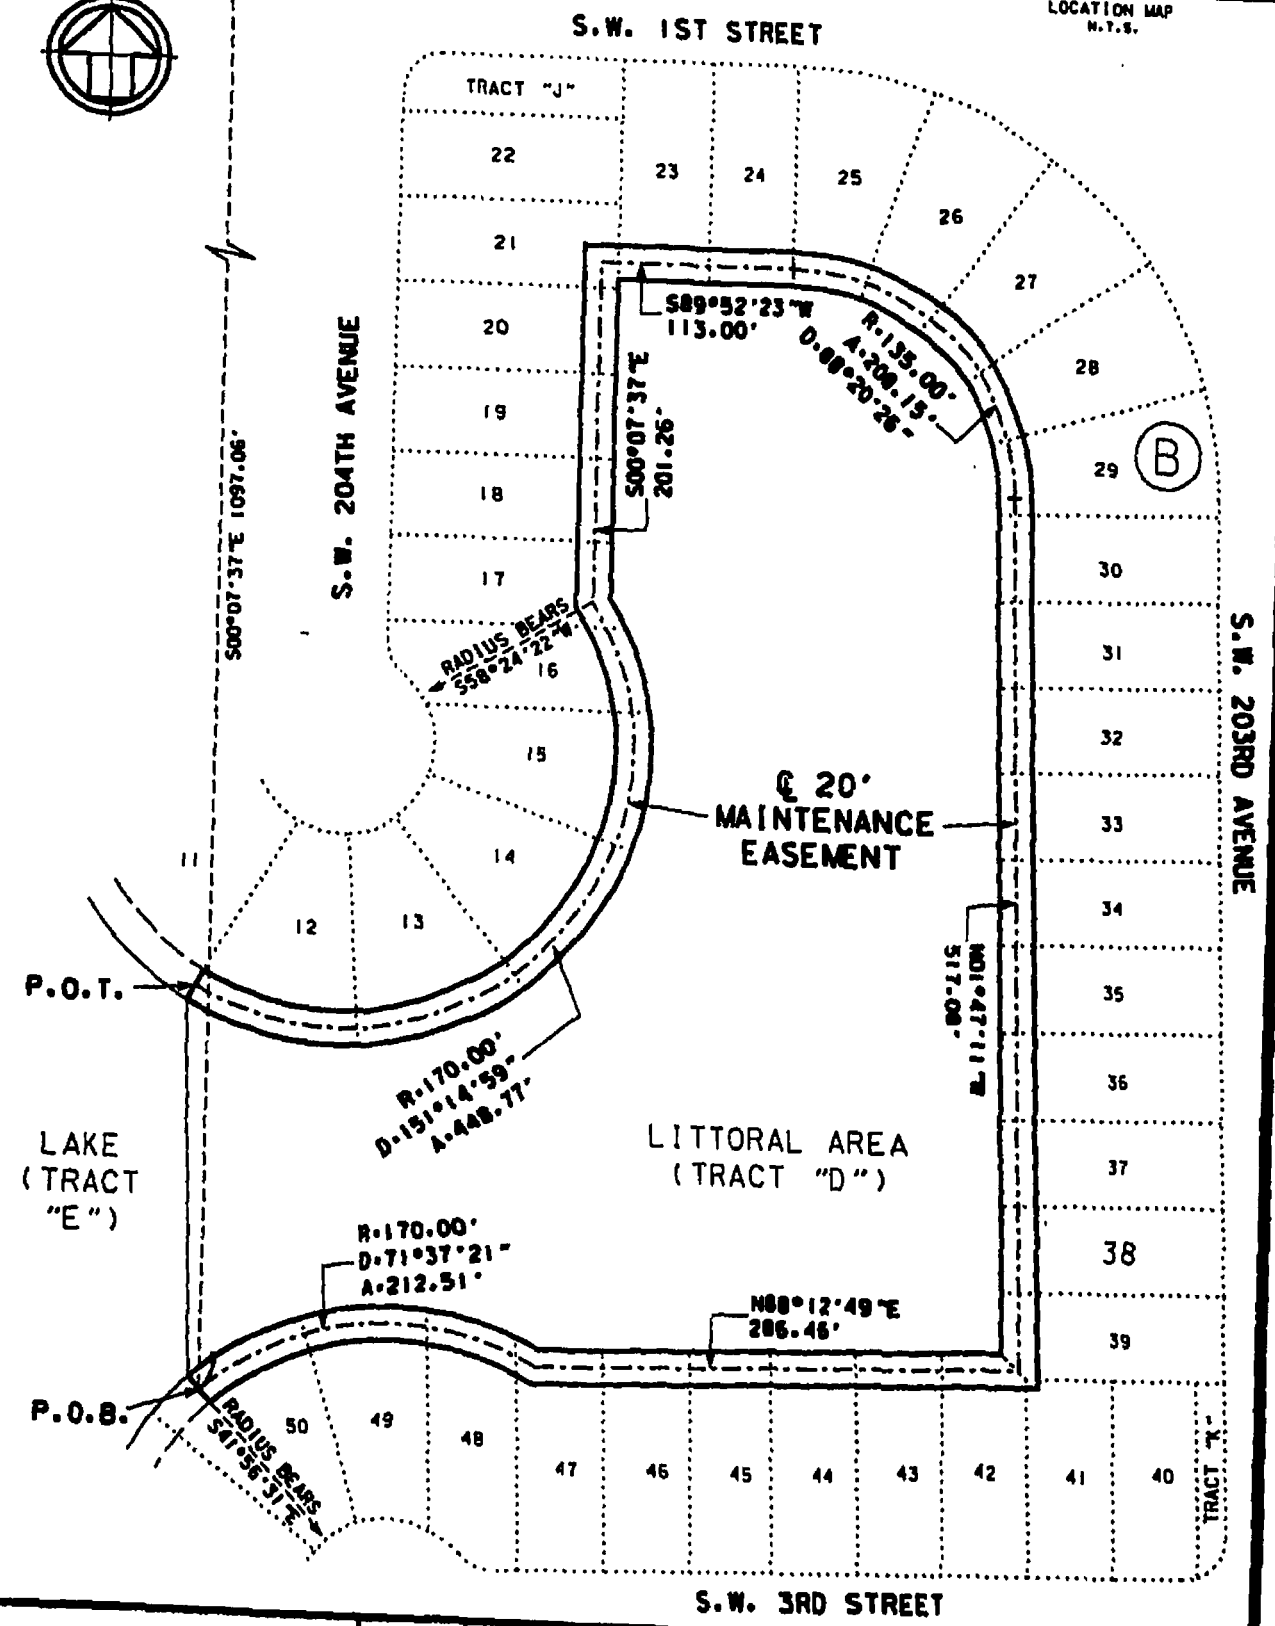 LOCATION MAP
N.T.S.
S.W. 1ST STREET
TRACT "J"
22
23
24
25
26
21
27
20
S89°52'23"W
113.00'
R=135.00'
A=208.15'
D=88°20'26"
28
S.W. 204TH AVENUE
19
S00°07'37"E
201.26'
29
B
S00°07'37"E 1097.06'
18
17
30
RADIUS BEARS
S58°24'22"W
16
31
S.W. 203RD AVENUE
15
32
℄ 20'
MAINTENANCE
EASEMENT
33
11
14
34
12
13
N01°47'11"W
517.08'
35
P.O.T.
36
R=170.00'
D=151°14'59"
A=448.77'
LAKE
(TRACT
"E")
LITTORAL AREA
(TRACT "D")
37
R=170.00'
D=71°37'21"
A=212.51'
38
N88°12'49"E
286.46'
39
P.O.B.
RADIUS BEARS
S41°56'31"E
50
49
48
47
46
45
44
43
42
41
40
TRACT "K"
S.W. 3RD STREET